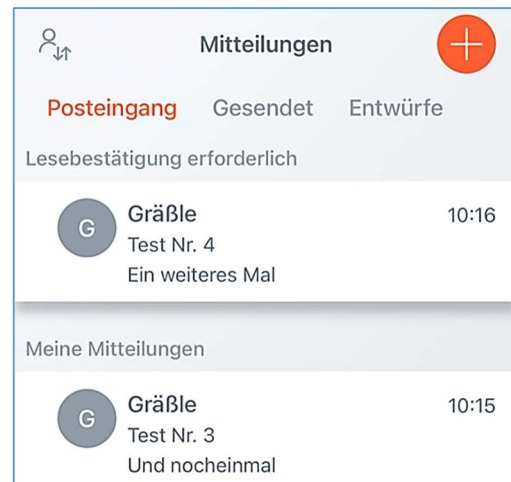 Mitteilungen
Posteingang Gesendet Entwürfe
Lesebestätigung erforderlich
G
Gräßle 10:16
Test Nr. 4
Ein weiteres Mal
Meine Mitteilungen
G
Gräßle 10:15
Test Nr. 3
Und nocheinmal